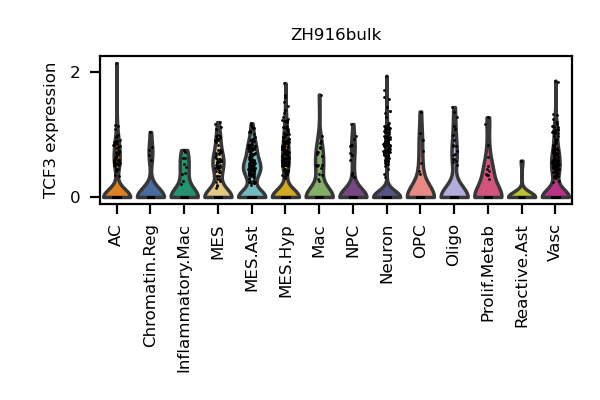 ZH916bulk
TCF3 expression
2
0
AC
Chromatin.Reg
Inflammatory.Mac
MES
MES.Ast
MES.Hyp
Mac
NPC
Neuron
OPC
Oligo
Prolif.Metab
Reactive.Ast
Vasc